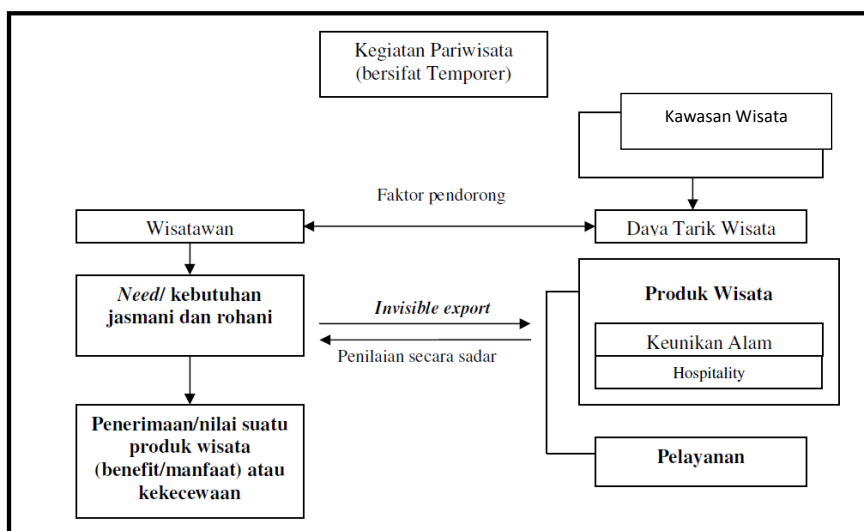 Kegiatan Pariwisata
(bersifat Temporer)
Kawasan Wisata
Faktor pendorong
Wisatawan
Daya Tarik Wisata
Need/ kebutuhan
jasmani dan rohani
Invisible export
Penilaian secara sadar
Produk Wisata
Keunikan Alam
Hospitality
Penerimaan/nilai suatu
produk wisata
(benefit/manfaat) atau
kekecewaan
Pelayanan